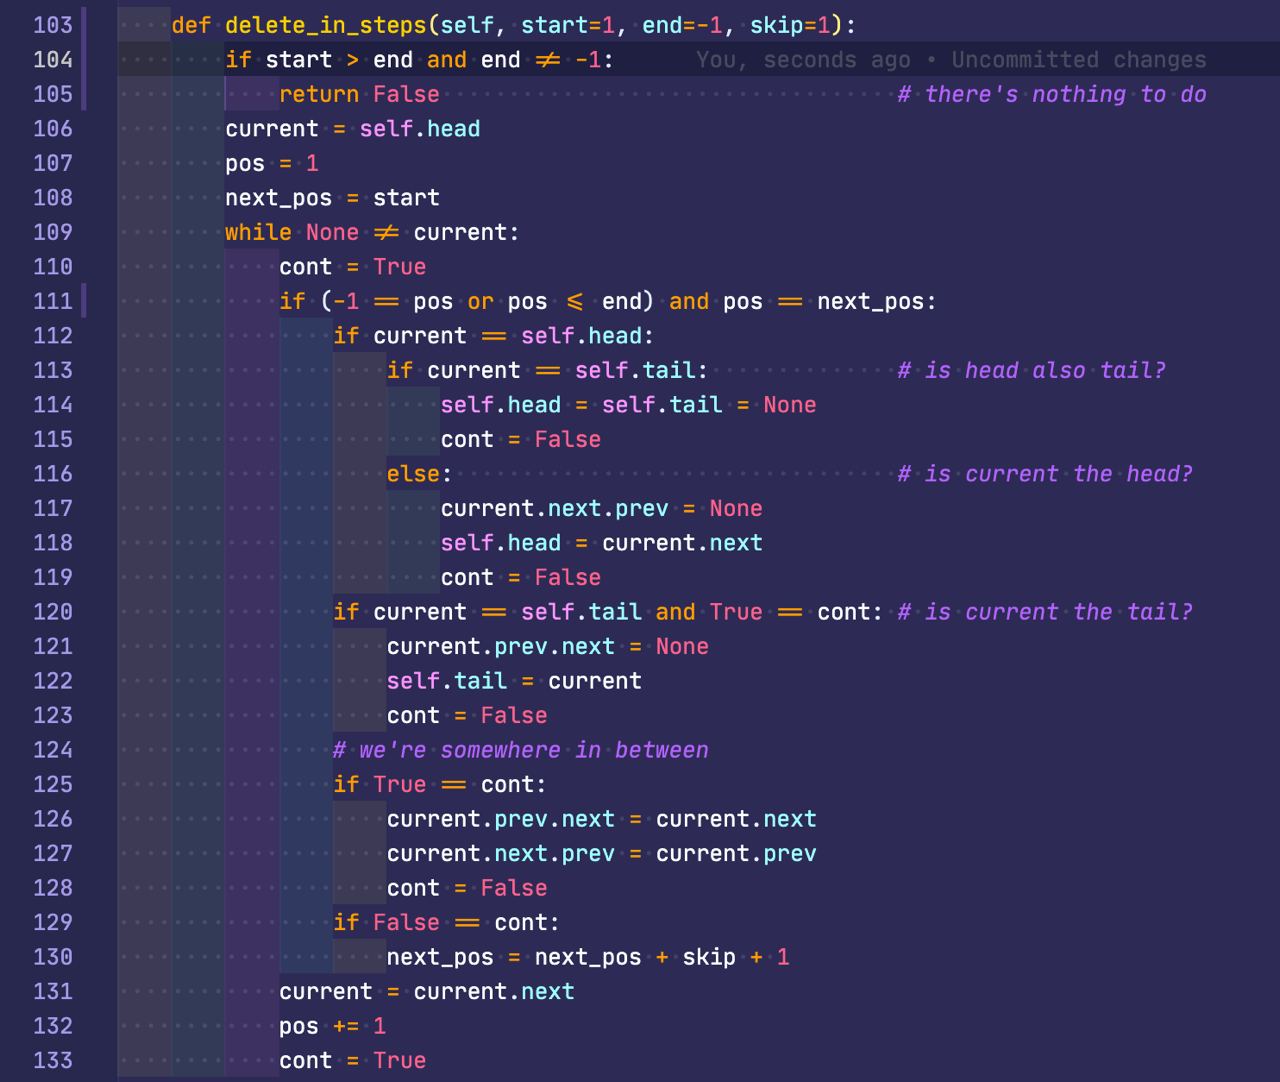 103 def delete_in_steps(self, start=1, end=-1, skip=1):
104 if start > end and end ≠ -1: You, seconds ago • Uncommitted changes
105 return False # there's nothing to do
106 current = self.head
107 pos = 1
108 next_pos = start
109 while None ≠ current:
110 cont = True
111 if (-1 == pos or pos ⩽ end) and pos == next_pos:
112 if current == self.head:
113 if current == self.tail: # is head also tail?
114 self.head = self.tail = None
115 cont = False
116 else: # is current the head?
117 current.next.prev = None
118 self.head = current.next
119 cont = False
120 if current == self.tail and True == cont: # is current the tail?
121 current.prev.next = None
122 self.tail = current
123 cont = False
124 # we're somewhere in between
125 if True == cont:
126 current.prev.next = current.next
127 current.next.prev = current.prev
128 cont = False
129 if False == cont:
130 next_pos = next_pos + skip + 1
131 current = current.next
132 pos += 1
133 cont = True